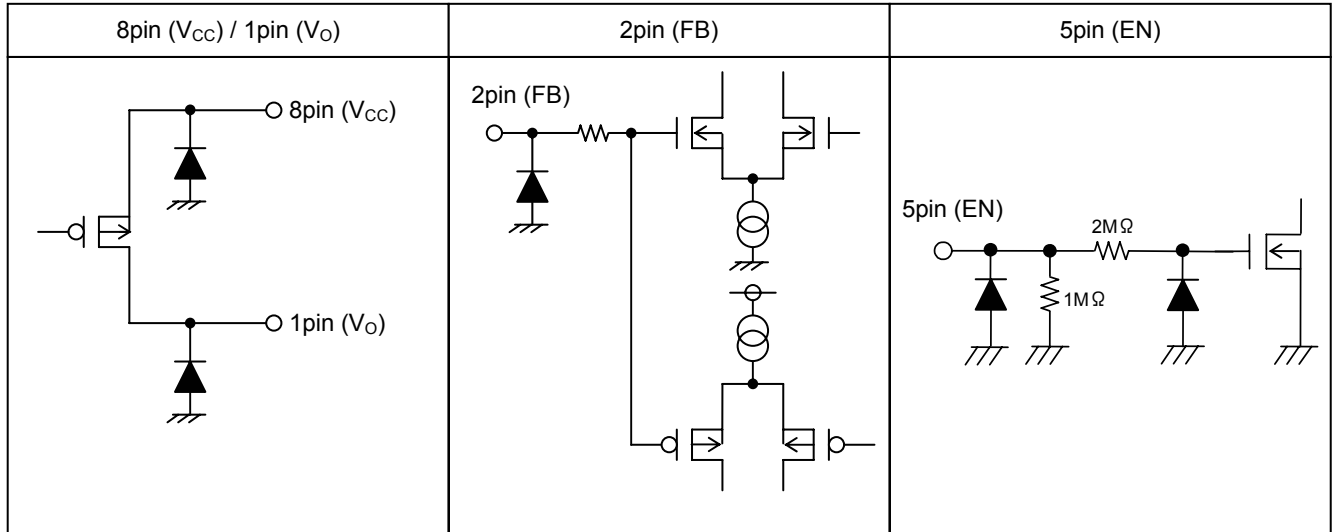 8pin (VCC) / 1pin (VO)
2pin (FB)
5pin (EN)
8pin (VCC)
1pin (VO)
2pin (FB)
5pin (EN)
2MΩ
1MΩ